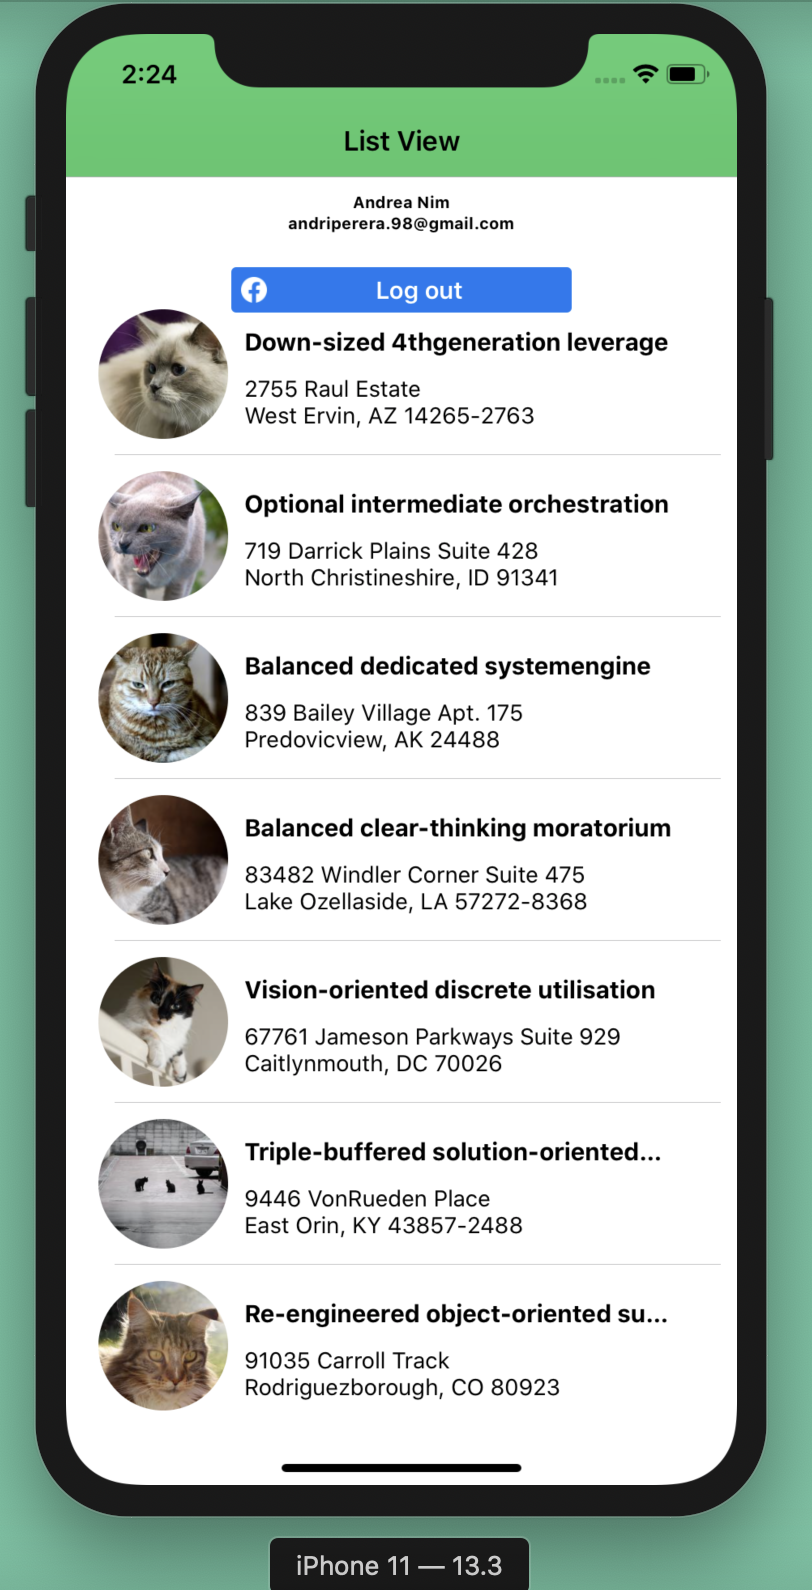 2:24
List View
Andrea Nim
andriperera.98@gmail.com
Log out
Down-sized 4thgeneration leverage
2755 Raul Estate
West Ervin, AZ 14265-2763
Optional intermediate orchestration
719 Darrick Plains Suite 428
North Christineshire, ID 91341
Balanced dedicated systemengine
839 Bailey Village Apt. 175
Predovicview, AK 24488
Balanced clear-thinking moratorium
83482 Windler Corner Suite 475
Lake Ozellaside, LA 57272-8368
Vision-oriented discrete utilisation
67761 Jameson Parkways Suite 929
Caitlynmouth, DC 70026
Triple-buffered solution-oriented...
9446 VonRueden Place
East Orin, KY 43857-2488
Re-engineered object-oriented su...
91035 Carroll Track
Rodriguezborough, CO 80923
iPhone 11 — 13.3